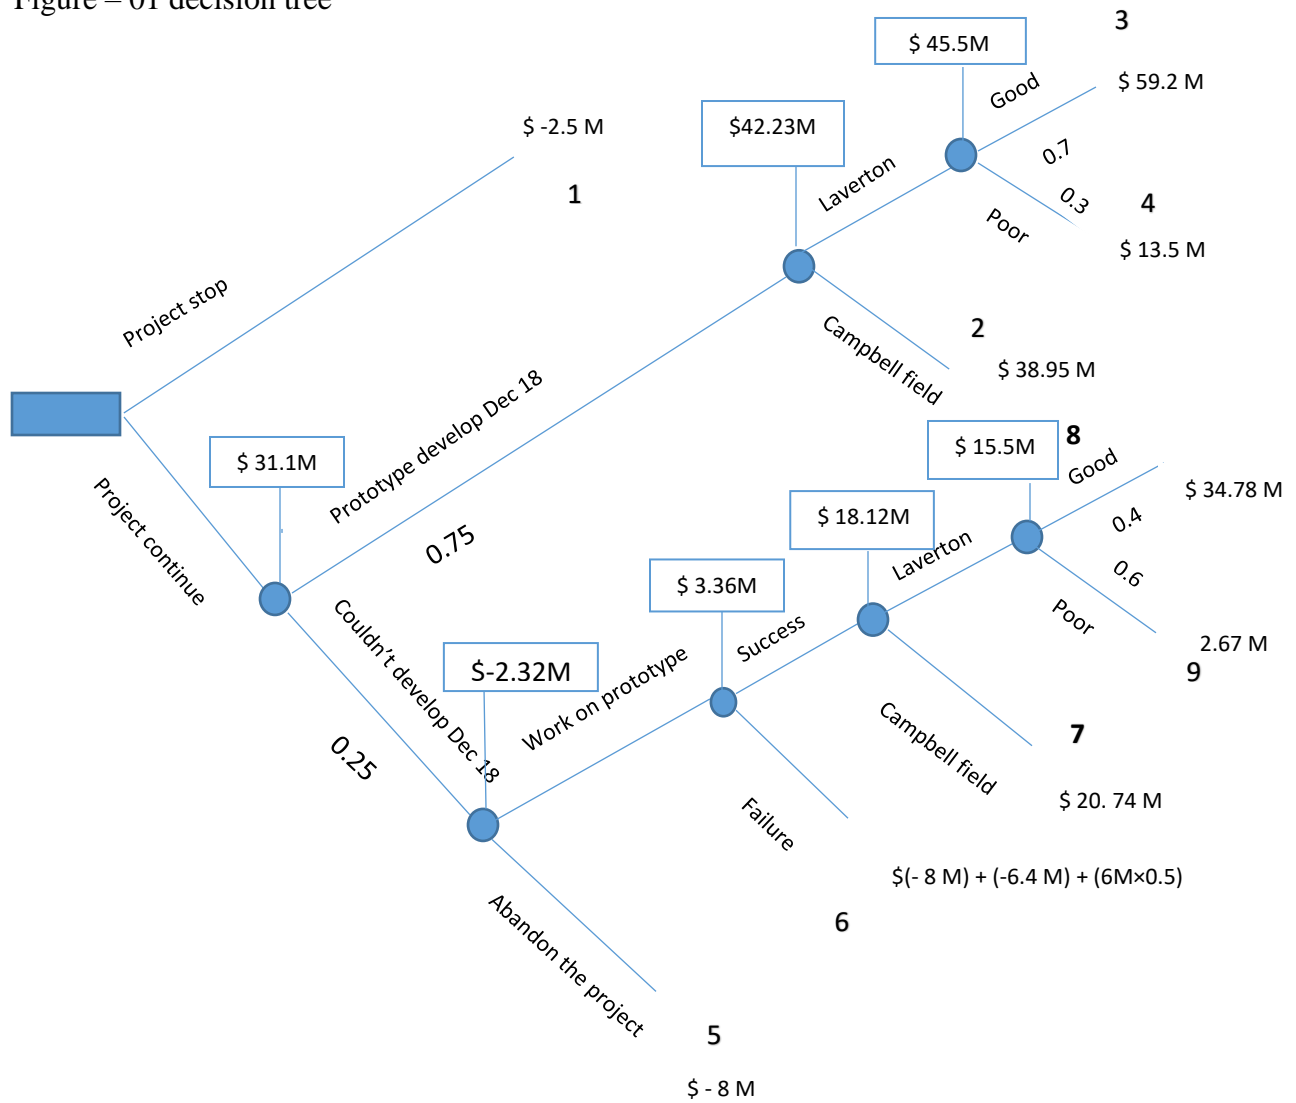 Figure – 01 decision tree
3
$ 45.5M
Good
$ 59.2 M
$ -2.5 M
$42.23M
0.7
Laverton
1
0.3
4
Poor
$ 13.5 M
Project stop
2
Campbell field
$ 38.95 M
Prototype develop Dec 18
8
$ 15.5M
Good
$ 31.1M
$ 34.78 M
Project continue
$ 18.12M
0.4
0.75
Laverton
0.6
$ 3.36M
Couldn't develop Dec 18
Success
Poor
2.67 M
$-2.32M
Work on prototype
9
Campbell field
7
0.25
$ 20. 74 M
Failure
$(- 8 M) + (-6.4 M) + (6M×0.5)
Abandon the project
6
5
$ - 8 M